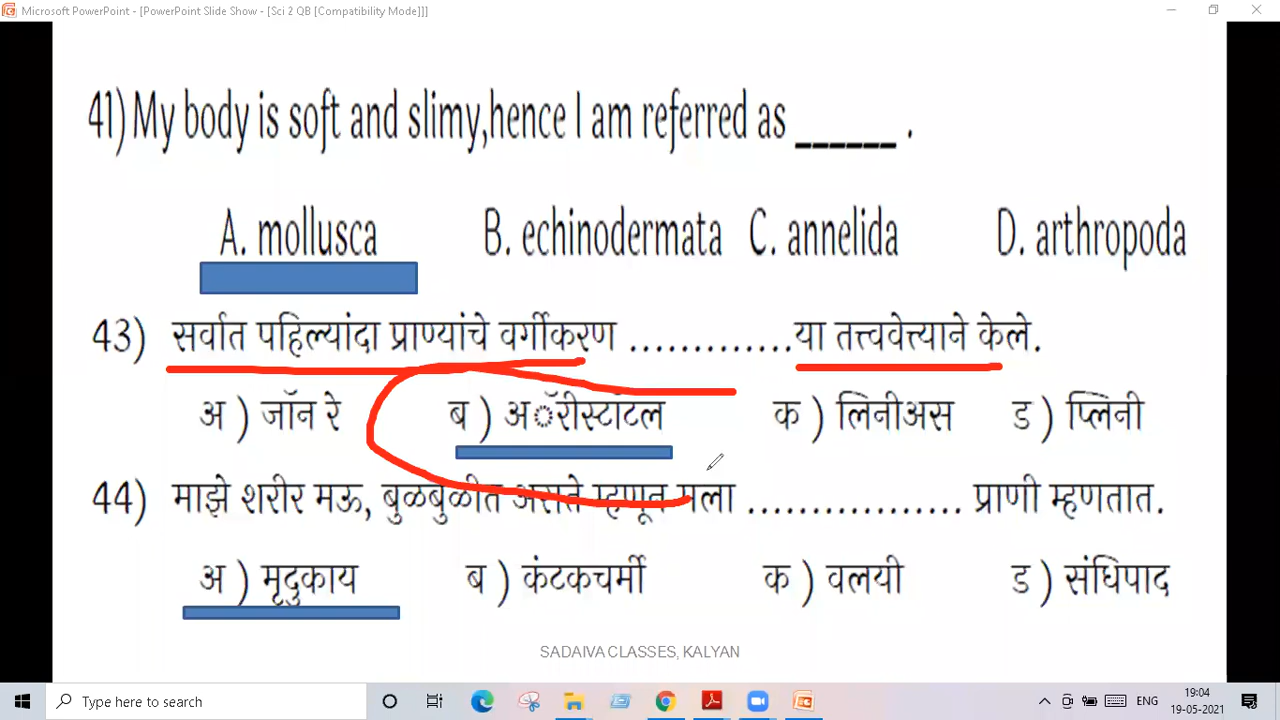 Microsoft PowerPoint - [PowerPoint Slide Show - [Sci 2 QB [Compatibility Mode]]]
41) My body is soft and slimy,hence I am referred as ______ .
A. mollusca B. echinodermata C. annelida D. arthropoda
43) सर्वात पहिल्यांदा प्राण्यांचे वर्गीकरण .............या तत्त्ववेत्त्याने केले.
अ ) जॉन रे ब ) अॅरीस्टॉटल क ) लिनीअस ड ) प्लिनी
44) माझे शरीर मऊ, बुळबुळीत असते म्हणून मला ................. प्राणी म्हणतात.
अ ) मृदुकाय ब ) कंटकचर्मी क ) वलयी ड ) संधिपाद
SADAIVA CLASSES, KALYAN
Type here to search
ENG
19:04
19-05-2021